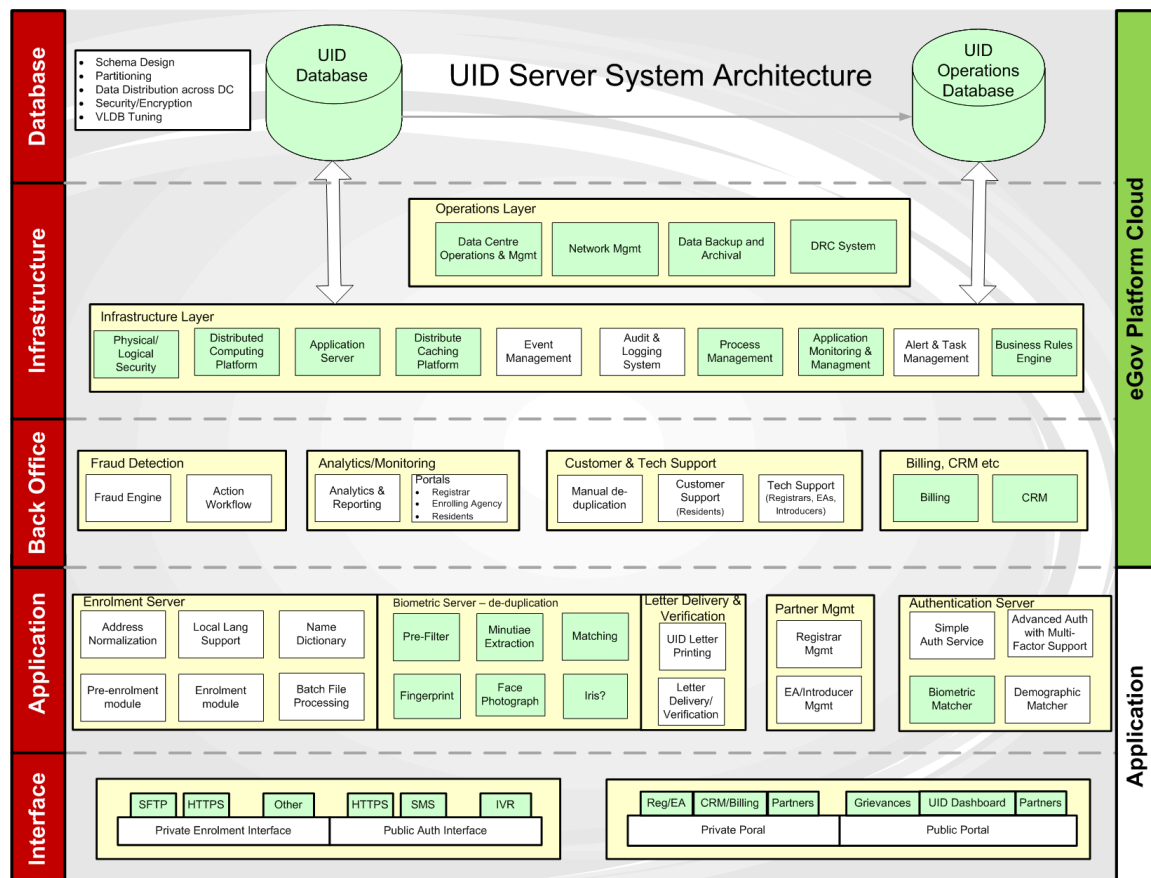 Database
• Schema Design
• Partitioning
• Data Distribution across DC
• Security/Encryption
• VLDB Tuning
UID
Database
UID Server System Architecture
UID
Operations
Database
eGov Platform Cloud
Infrastructure
Operations Layer
Data Centre
Operations & Mgmt
Network Mgmt
Data Backup and
Archival
DRC System
Infrastructure Layer
Physical/
Logical
Security
Distributed
Computing
Platform
Application
Server
Distribute
Caching
Platform
Event
Management
Audit &
Logging
System
Process
Management
Application
Monitoring &
Managment
Alert & Task
Management
Business Rules
Engine
Back Office
Fraud Detection
Fraud Engine
Action
Workflow
Analytics/Monitoring
Analytics &
Reporting
Portals
• Registrar
• Enrolling Agency
• Residents
Customer & Tech Support
Manual de-
duplication
Customer
Support
(Residents)
Tech Support
(Registrars, EAs,
Introducers)
Billing, CRM etc
Billing
CRM
Application
Enrolment Server
Address
Normalization
Local Lang
Support
Name
Dictionary
Pre-enrolment
module
Enrolment
module
Batch File
Processing
Biometric Server – de-duplication
Pre-Filter
Minutiae
Extraction
Matching
Fingerprint
Face
Photograph
Iris?
Letter Delivery &
Verification
UID Letter
Printing
Letter
Delivery/
Verification
Partner Mgmt
Registrar
Mgmt
EA/Introducer
Mgmt
Authentication Server
Simple
Auth Service
Advanced Auth
with Multi-
Factor Support
Biometric
Matcher
Demographic
Matcher
Application
Interface
SFTP
HTTPS
Other
Private Enrolment Interface
HTTPS
SMS
IVR
Public Auth Interface
Reg/EA
CRM/Billing
Partners
Private Poral
Grievances
UID Dashboard
Partners
Public Portal